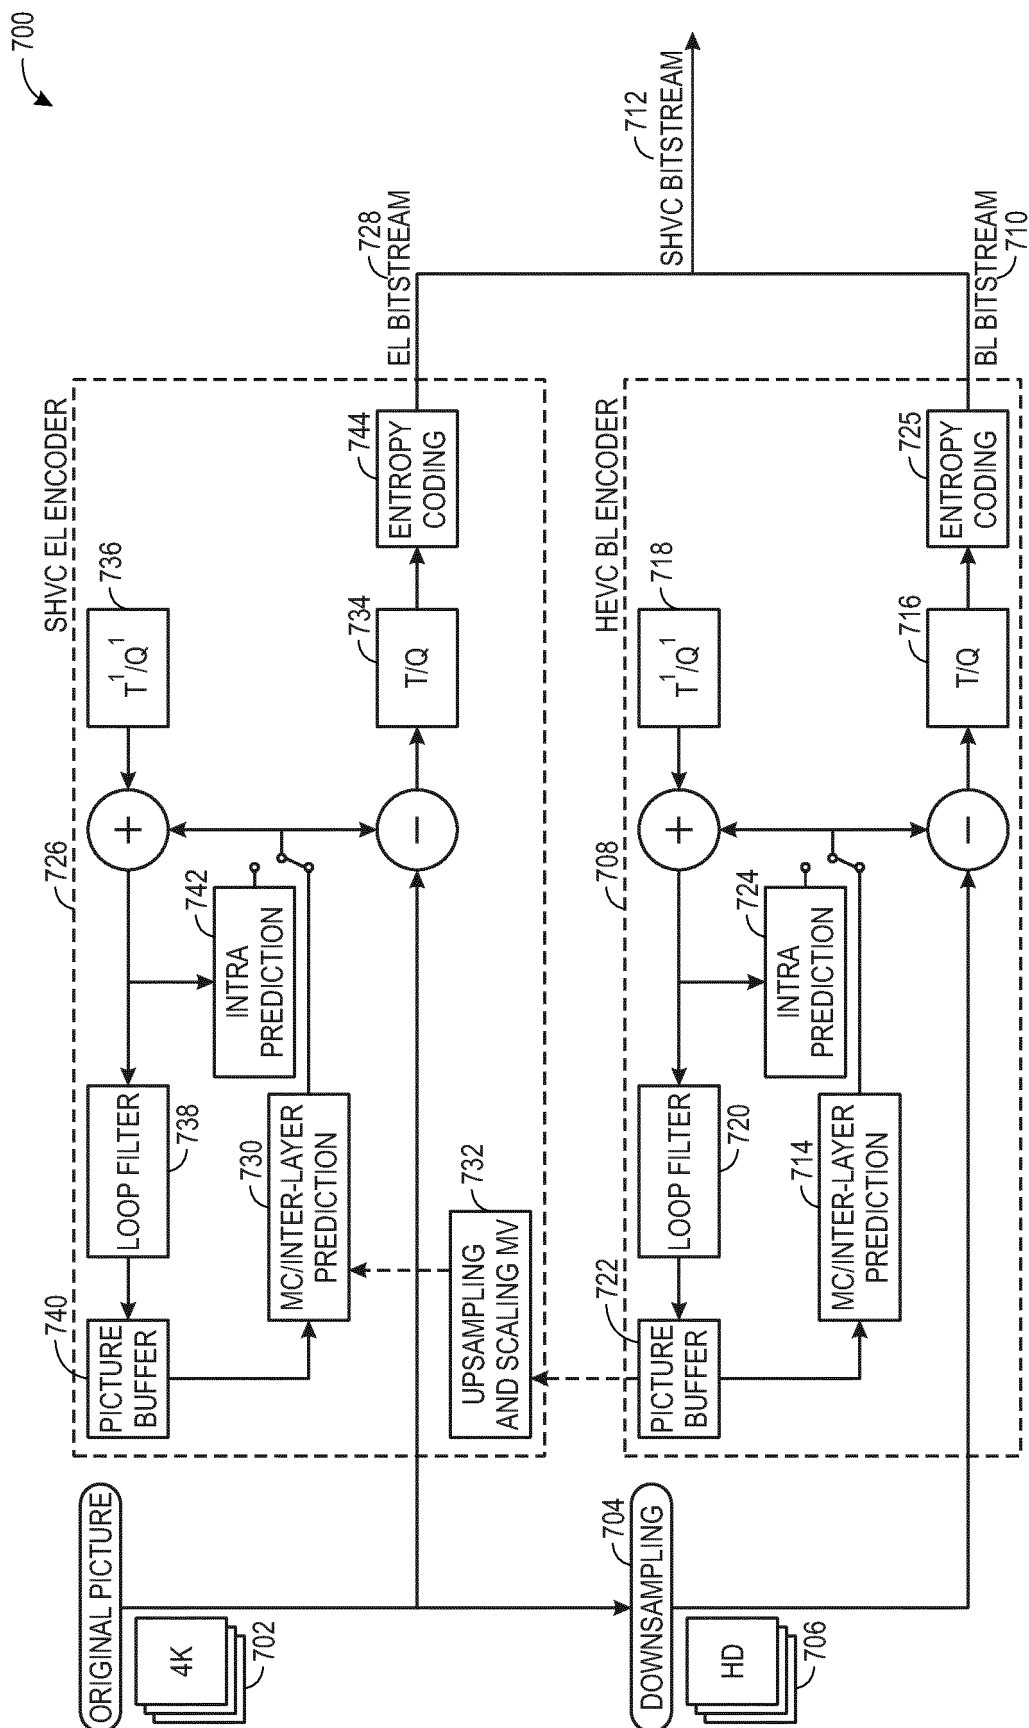 700
ORIGINAL PICTURE
4K
702
726
SHVC EL ENCODER
740
PICTURE
BUFFER
LOOP FILTER
738
+
T¹/Q¹
736
INTRA
PREDICTION
742
MC/INTER-LAYER
PREDICTION
730
UPSAMPLING
AND SCALING MV
732
-
T/Q
734
ENTROPY
CODING
744
EL BITSTREAM
728
SHVC BITSTREAM
712
DOWNSAMPLING
704
HD
706
708
HEVC BL ENCODER
722
PICTURE
BUFFER
LOOP FILTER
720
+
T¹/Q¹
718
INTRA
PREDICTION
724
MC/INTER-LAYER
PREDICTION
714
-
T/Q
716
ENTROPY
CODING
725
BL BITSTREAM
710